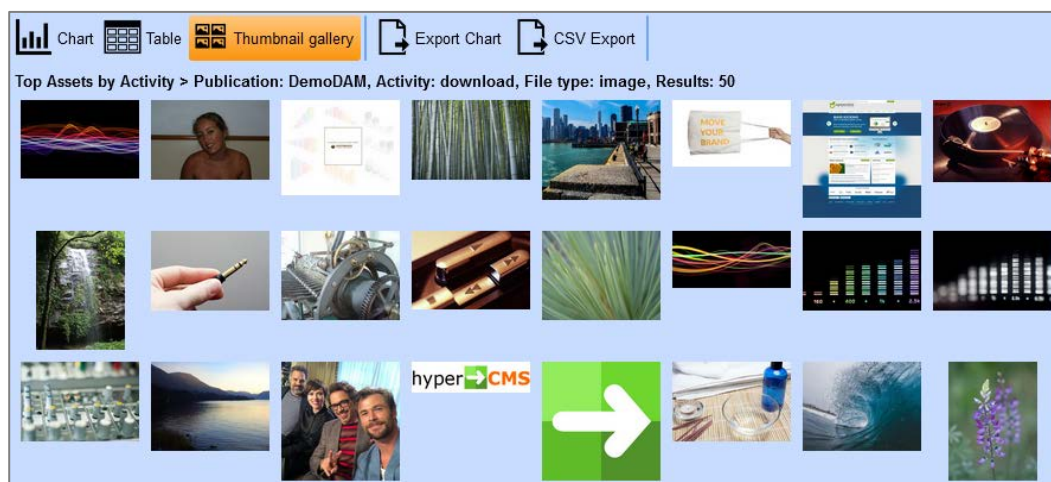 Chart Table Thumbnail gallery Export Chart CSV Export
Top Assets by Activity > Publication: DemoDAM, Activity: download, File type: image, Results: 50
MOVE
YOUR
BRAND
hyper CMS